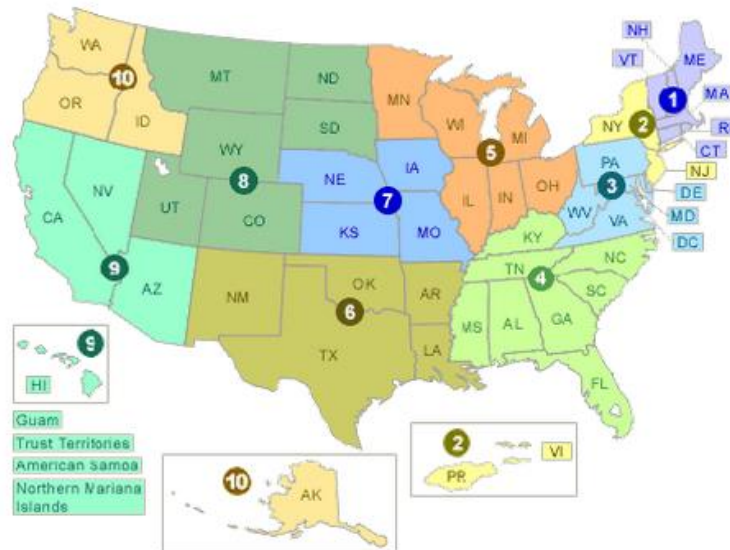 NH
WA
VT
ME
MT
ND
10
MN
1
MA
OR
ID
WI
NY
2
SD
MI
RI
WY
5
CT
PA
NJ
IA
NE
3
DE
NV
8
OH
IL
IN
7
WV
MD
UT
CO
VA
CA
KS
MO
DC
KY
NC
9
TN
4
AZ
OK
NM
AR
SC
6
MS
AL
GA
TX
LA
9
FL
HI
Guam
Trust Territories
2
American Samoa
VI
10
PR
Northern Mariana
Islands
AK